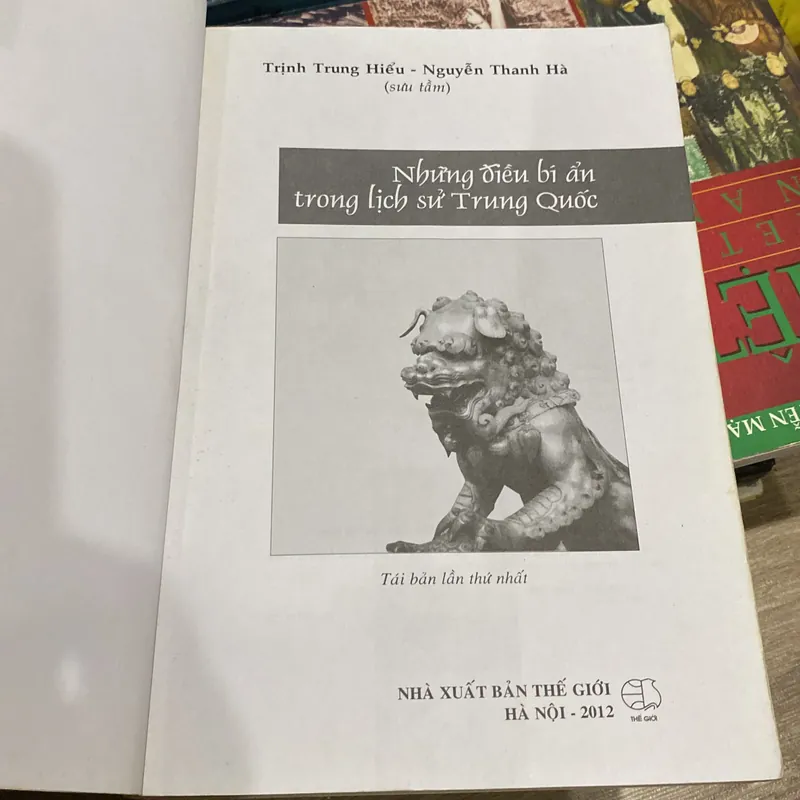 Trịnh Trung Hiểu - Nguyễn Thanh Hà
(sưu tầm)
Những điều bí ẩn
trong lịch sử Trung Quốc
Tái bản lần thứ nhất
NHÀ XUẤT BẢN THẾ GIỚI
HÀ NỘI - 2012
THẾ GIỚI